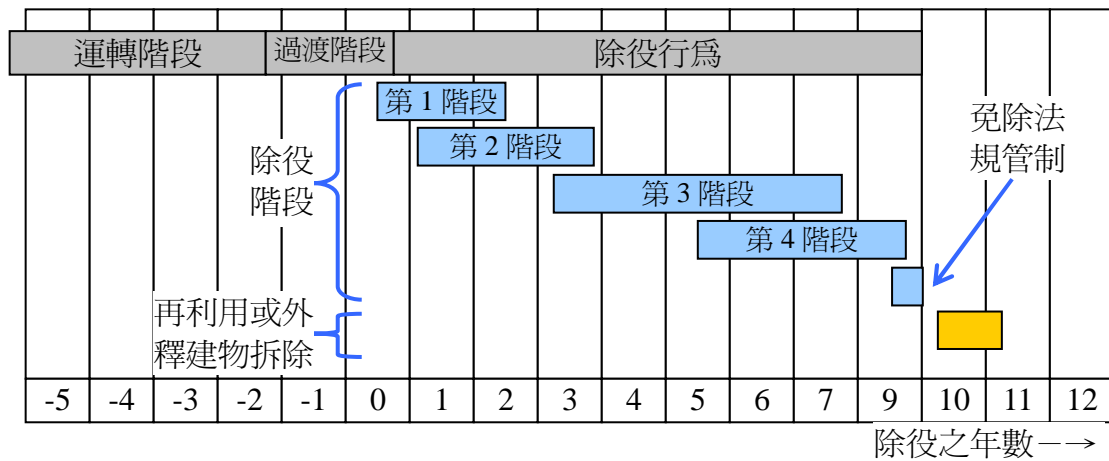 運轉階段 過渡階段 除役行為
第 1 階段
第 2 階段
第 3 階段
第 4 階段
除役
階段
免除法
規管制
再利用或外
釋建物拆除
-5 -4 -3 -2 -1 0 1 2 3 4 5 6 7 9 10 11 12
除役之年數－→